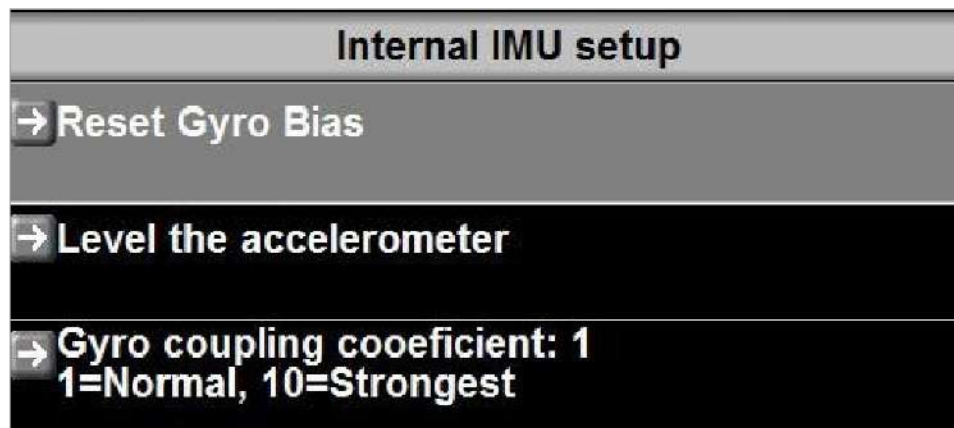 Internal IMU setup
Reset Gyro Bias
Level the accelerometer
Gyro coupling cooeficient: 1
1=Normal, 10=Strongest